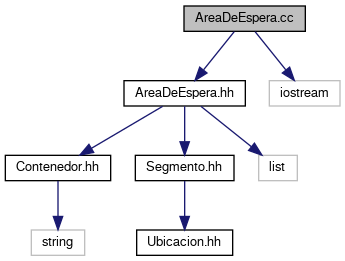 AreaDeEspera.cc
AreaDeEspera.hh
iostream
Contenedor.hh
Segmento.hh
list
string
Ubicacion.hh